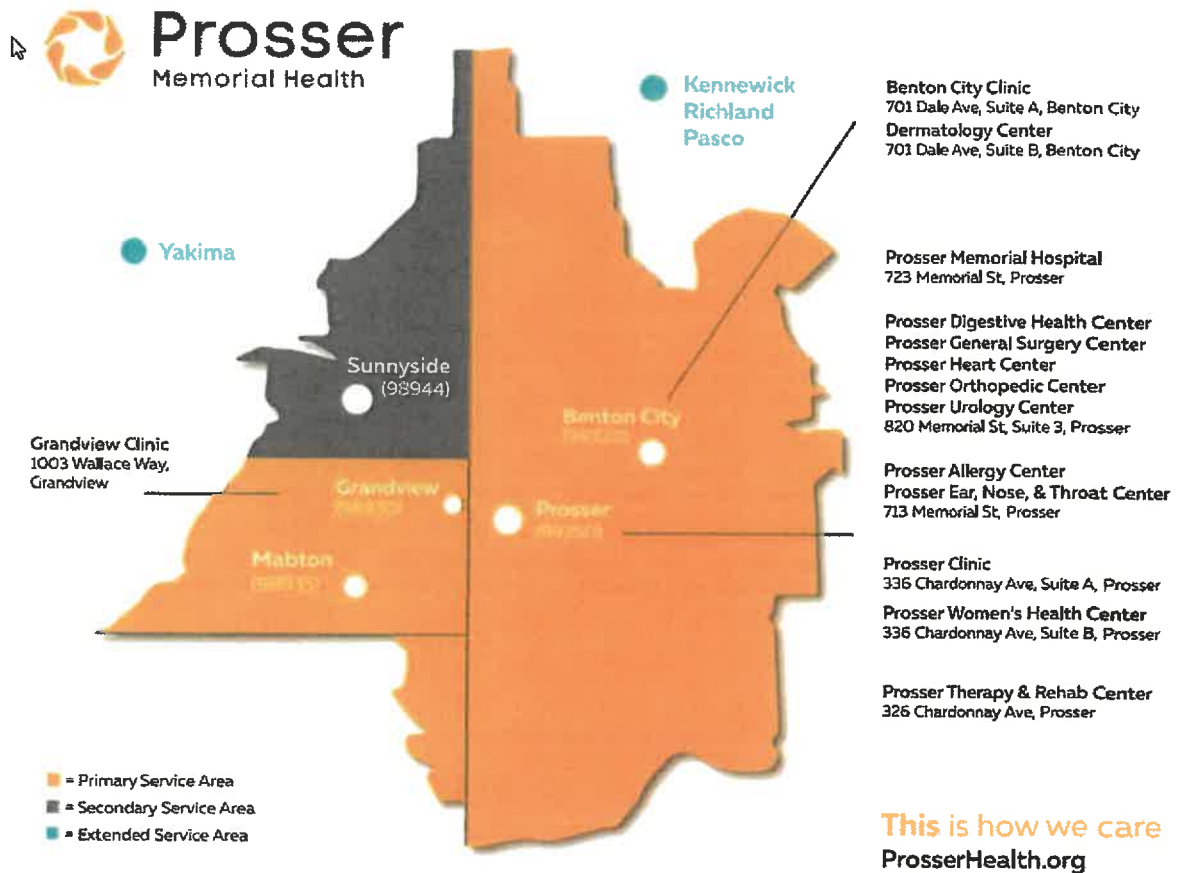 Prosser
Memorial Health
Kennewick
Richland
Pasco
Yakima
Sunnyside
(98944)
Benton City
Grandview
Prosser
Mabton
Grandview Clinic
1003 Wallace Way,
Grandview
Benton City Clinic
701 Dale Ave, Suite A, Benton City
Dermatology Center
701 Dale Ave, Suite B, Benton City
Prosser Memorial Hospital
723 Memorial St, Prosser
Prosser Digestive Health Center
Prosser General Surgery Center
Prosser Heart Center
Prosser Orthopedic Center
Prosser Urology Center
820 Memorial St, Suite 3, Prosser
Prosser Allergy Center
Prosser Ear, Nose, & Throat Center
713 Memorial St, Prosser
Prosser Clinic
336 Chardonnay Ave, Suite A, Prosser
Prosser Women's Health Center
336 Chardonnay Ave, Suite B, Prosser
Prosser Therapy & Rehab Center
326 Chardonnay Ave, Prosser
= Primary Service Area
= Secondary Service Area
= Extended Service Area
This is how we care
ProsserHealth.org